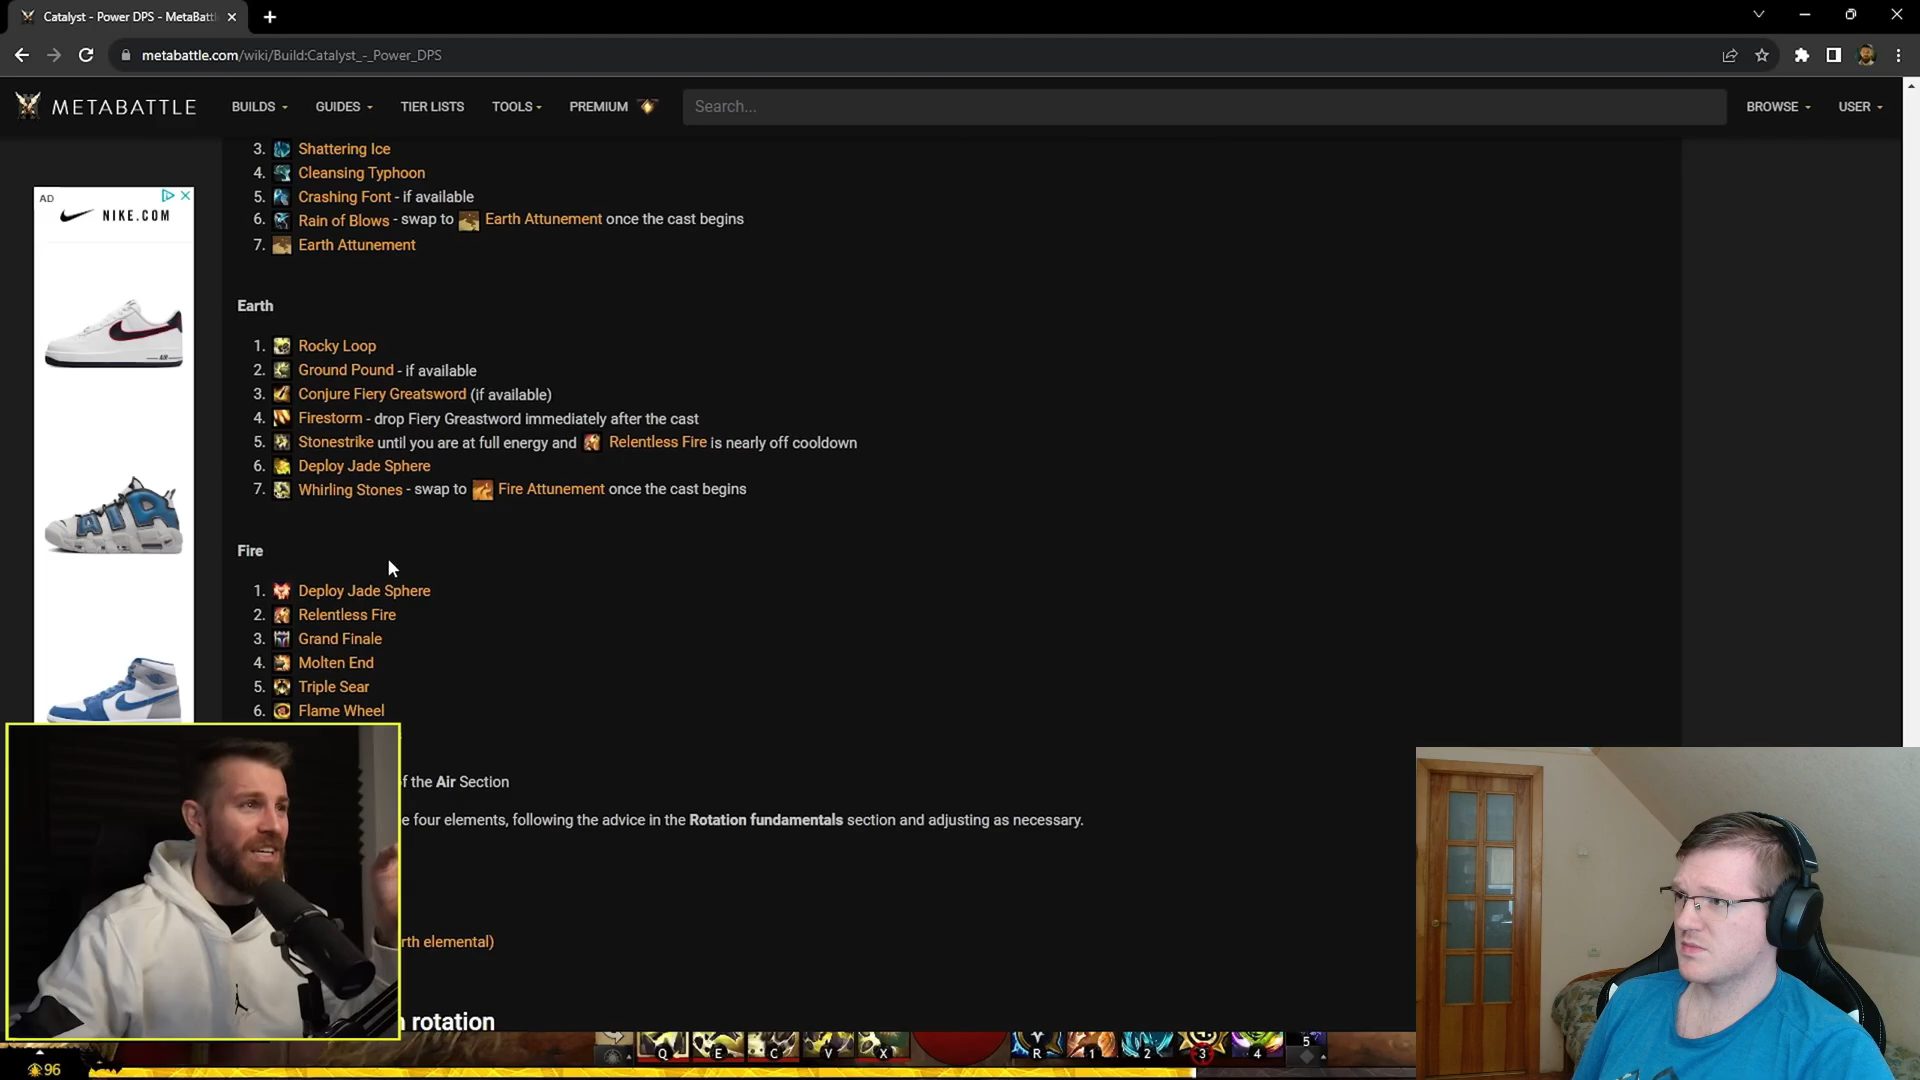 Catalyst - Power DPS - MetaBattl
metabattle.com/wiki/Build:Catalyst_-_Power_DPS
METABATTLE
BUILDS
GUIDES
TIER LISTS
TOOLS
PREMIUM
Search...
BROWSE
USER
3. Shattering Ice
4. Cleansing Typhoon
5. Crashing Font - if available
6. Rain of Blows - swap to Earth Attunement once the cast begins
7. Earth Attunement
AD
NIKE.COM
AIR
Earth
1. Rocky Loop
2. Ground Pound - if available
3. Conjure Fiery Greatsword (if available)
4. Firestorm - drop Fiery Greastword immediately after the cast
5. Stonestrike until you are at full energy and Relentless Fire is nearly off cooldown
6. Deploy Jade Sphere
7. Whirling Stones - swap to Fire Attunement once the cast begins
Fire
1. Deploy Jade Sphere
2. Relentless Fire
3. Grand Finale
4. Molten End
5. Triple Sear
6. Flame Wheel
f the Air Section
e four elements, following the advice in the Rotation fundamentals section and adjusting as necessary.
rth elemental)
rotation
Q E C V X R 1 2 3 4 5
96